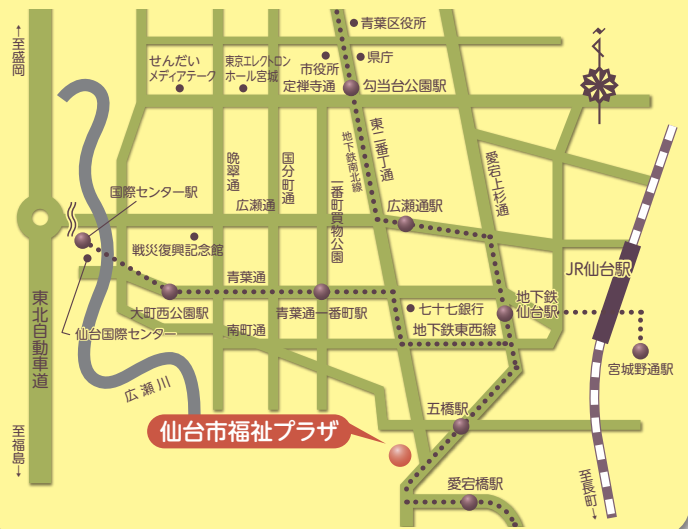 ←至盛岡
青葉区役所
県庁
市役所
せんだい
メディアテーク
東京エレクトロン
ホール宮城
定禅寺通
勾当台公園駅
東二番丁通
地下鉄南北線
晩翠通
国分町通
一番町買物公園
愛宕上杉通
国際センター駅
広瀬通
広瀬通駅
戦災復興記念館
青葉通
JR仙台駅
大町西公園駅
青葉通一番町駅
七十七銀行
地下鉄
仙台駅
東北自動車道
仙台国際センター
南町通
地下鉄東西線
宮城野通駅
広瀬川
五橋駅
仙台市福祉プラザ
至福島→
愛宕橋駅
至長町→